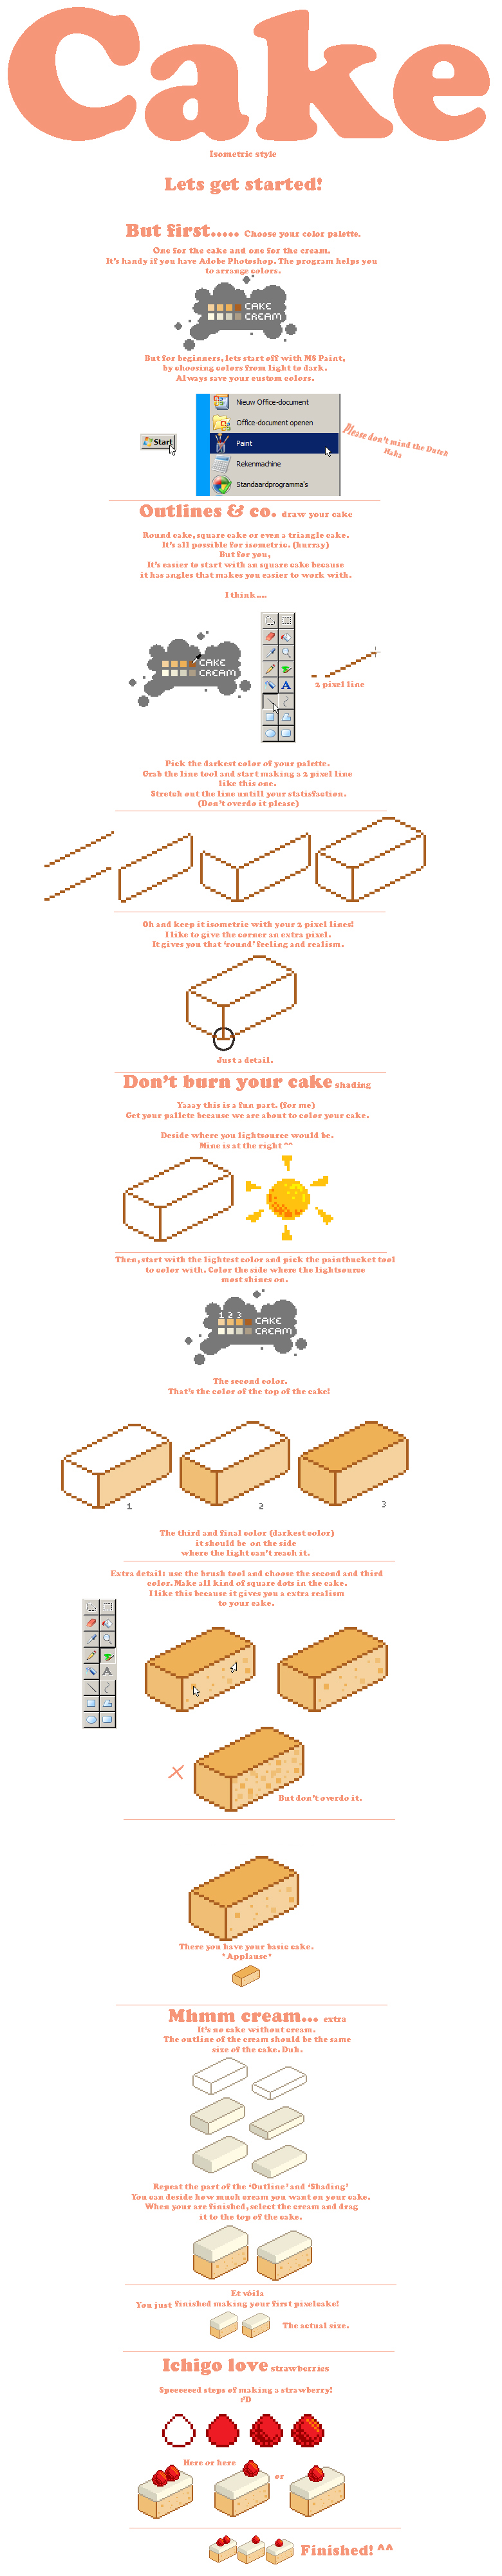 Cake
Isometric style
Lets get started!
But first..... Choose your color palette.
One for the cake and one for the cream.
It's handy if you have Adobe Photoshop. The program helps you
to arrange colors.
CAKE
CREAM
But for beginners, lets start off with MS Paint,
by choosing colors from light to dark.
Always save your custom colors.
Start
Nieuw Office-document
Office-document openen
Paint
Rekenmachine
Standaardprogramma's
Please don't mind the Dutch
Haha
Outlines & co. draw your cake
Round cake, square cake or even a triangle cake.
It's all possible for isometric. (hurray)
But for you,
It's easier to start with an square cake because
it has angles that makes you easier to work with.
I think....
CAKE
CREAM
A
2 pixel line
Pick the darkest color of your palette.
Grab the line tool and start making a 2 pixel line
like this one.
Stretch out the line untill your statisfaction.
(Don't overdo it please)
Oh and keep it isometric with your 2 pixel lines!
I like to give the corner an extra pixel.
It gives you that 'round' feeling and realism.
Just a detail.
Don't burn your cake shading
Yaaay this is a fun part. (for me)
Get your pallete because we are about to color your cake.
Deside where you lightsource would be.
Mine is at the right ^^
Then, start with the lightest color and pick the paintbucket tool
to color with. Color the side where the lightsource
most shines on.
1 2 3
CAKE
CREAM
The second color.
That's the color of the top of the cake!
1
2
3
The third and final color (darkest color)
it should be on the side
where the light can't reach it.
Extra detail: use the brush tool and choose the second and third
color. Make all kind of square dots in the cake.
I like this because it gives you a extra realism
to your cake.
A
But don't overdo it.
There you have your basic cake.
*Applause*
Mhmm cream... extra
It's no cake without cream.
The outline of the cream should be the same
size of the cake. Duh.
Repeat the part of the 'Outline' and 'Shading'
You can deside how much cream you want on your cake.
When your are finished, select the cream and drag
it to the top of the cake.
Et vóila
You just finished making your first pixelcake!
The actual size.
Ichigo love strawberries
Speeeeeed steps of making a strawberry!
:'D
Here or here
or
Finished! ^^